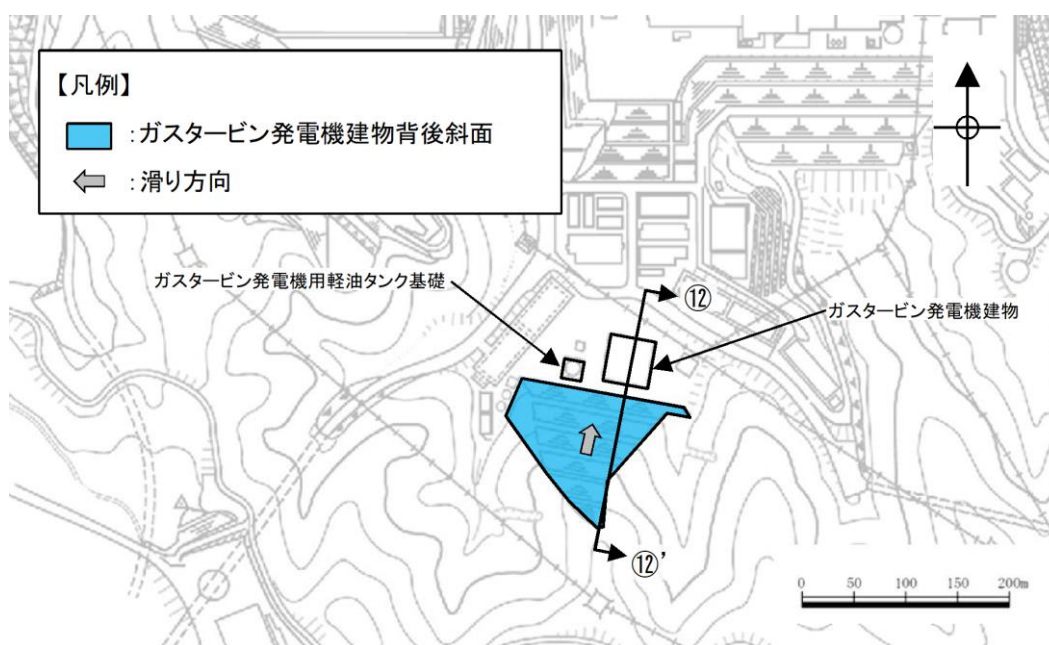 【凡例】
：ガスタービン発電機建物背後斜面
：滑り方向
ガスタービン発電機用軽油タンク基礎
⑫
ガスタービン発電機建物
⑫’
0 50 100 150 200m